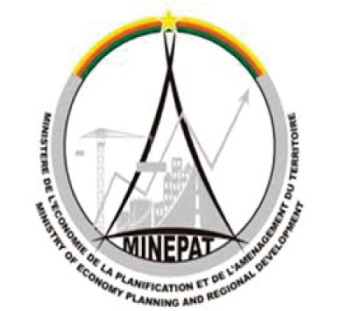 MINEPAT
MINISTERE DE L'ECONOMIE DE LA PLANIFICATION ET DE L'AMENAGEMENT DU TERRITOIRE
MINISTRY OF ECONOMY PLANNING AND REGIONAL DEVELOPMENT